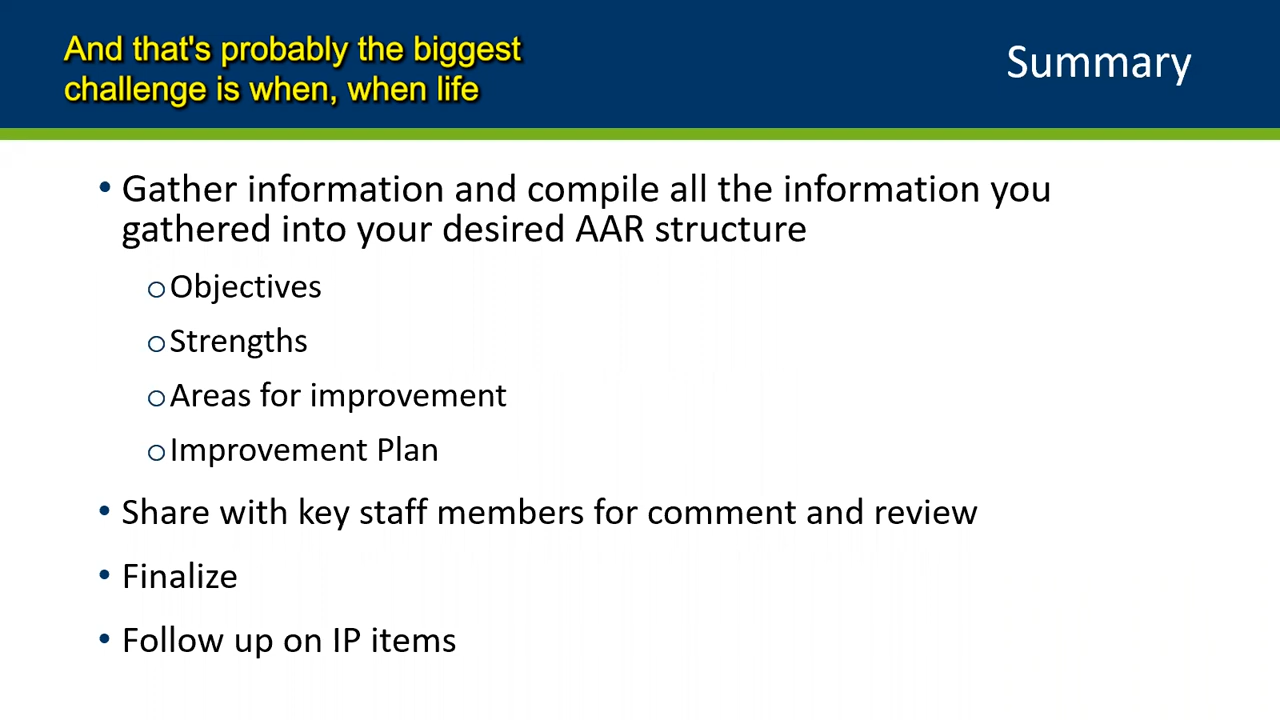 And that's probably the biggest
challenge is when, when life
Summary
• Gather information and compile all the information you
gathered into your desired AAR structure
o Objectives
o Strengths
o Areas for improvement
o Improvement Plan
• Share with key staff members for comment and review
• Finalize
• Follow up on IP items